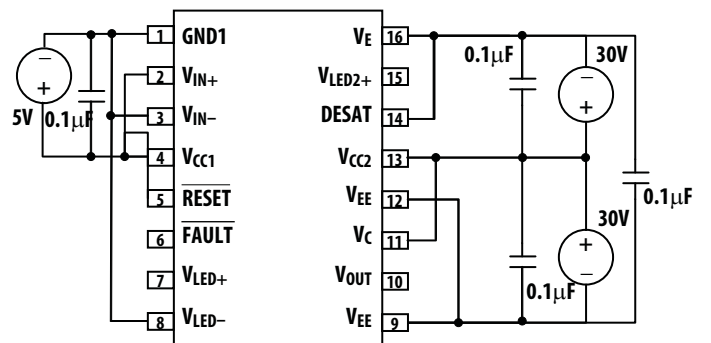 1 GND1
2 VIN+
3 VIN–
4 VCC1
5 RESET
6 FAULT
7 VLED+
8 VLED–
VE 16
VLED2+ 15
DESAT 14
VCC2 13
VEE 12
VC 11
VOUT 10
VEE 9
–
+
5V
0.1μF
0.1μF
30V
–
+
30V
+
–
0.1μF
0.1μF